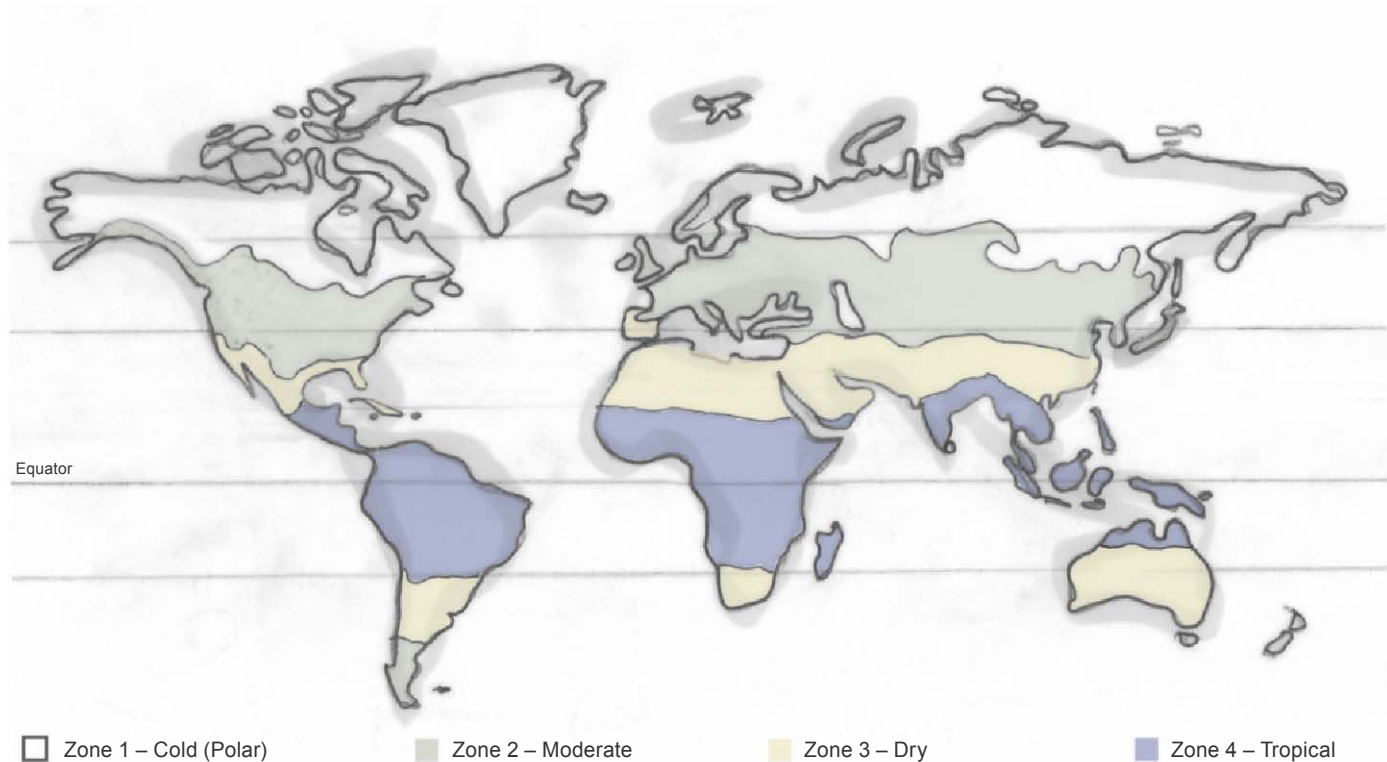 Equator
Zone 1 – Cold (Polar)
Zone 2 – Moderate
Zone 3 – Dry
Zone 4 – Tropical